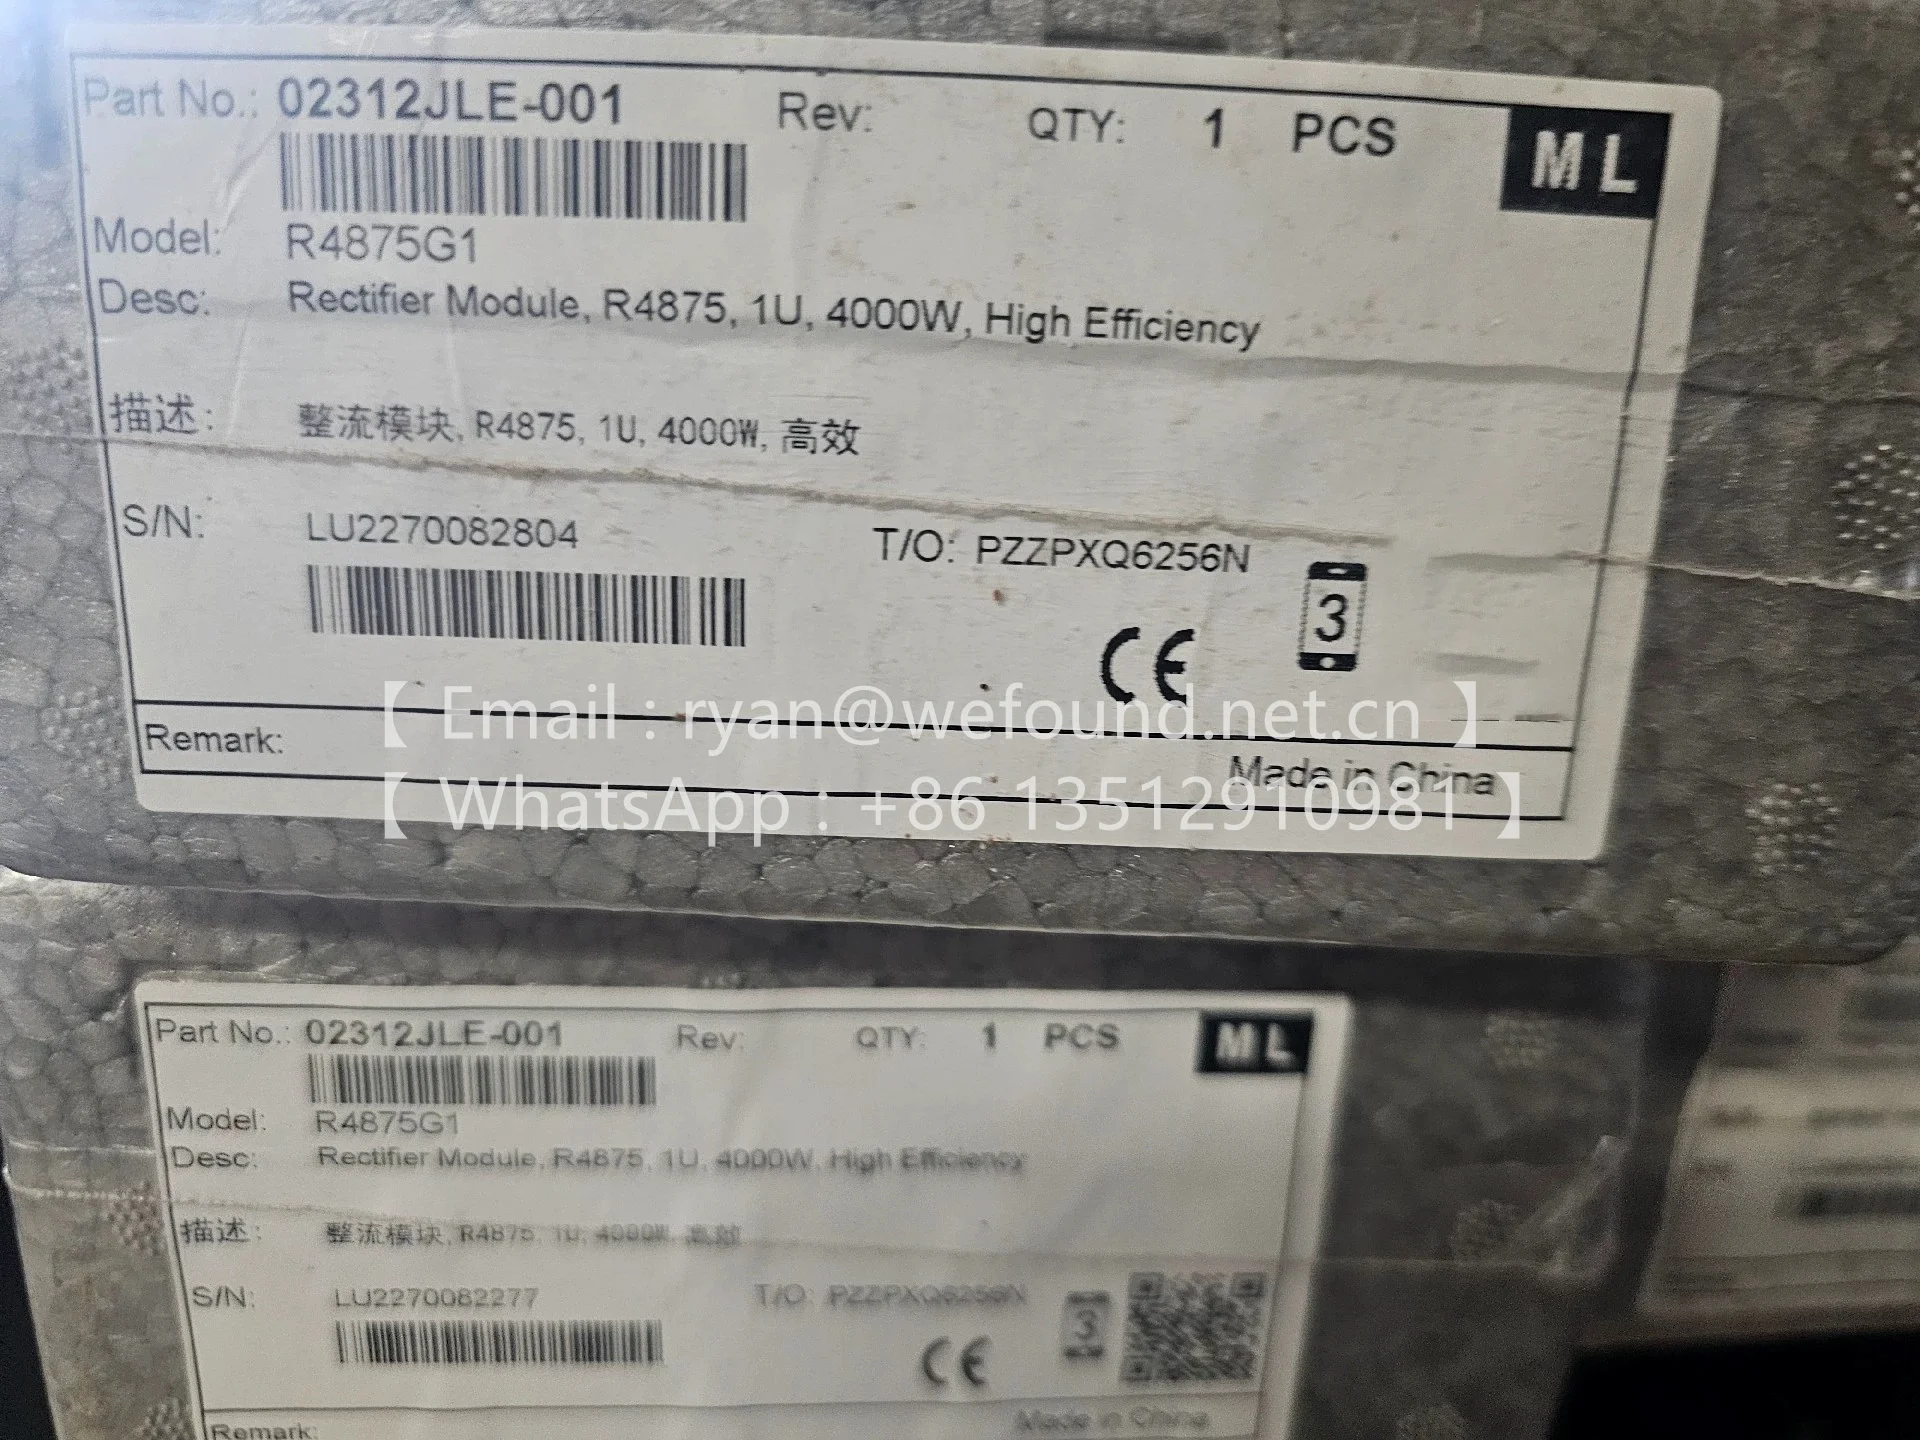 Part No.: 02312JLE-001 Rev: QTY: 1 PCS ML
Model: R4875G1
Desc: Rectifier Module, R4875, 1U, 4000W, High Efficiency
描述: 整流模块, R4875, 1U, 4000W, 高效
S/N: LU2270082804 T/O: PZZPXQ6256N
3
CE
【 Email : ryan@wefound.net.cn 】
Remark:
Made in China
【 WhatsApp : +86 13512910981 】
Part No.: 02312JLE-001 Rev: QTY: 1 PCS ML
Model: R4875G1
Desc: Rectifier Module, R4875, 1U, 4000W, High Efficiency
描述: 整流模块, R4875, 1U, 4000W, 高效
S/N: LU2270082277 T/O: PZZPXQ6256N
3
CE
Made in China
Remark: